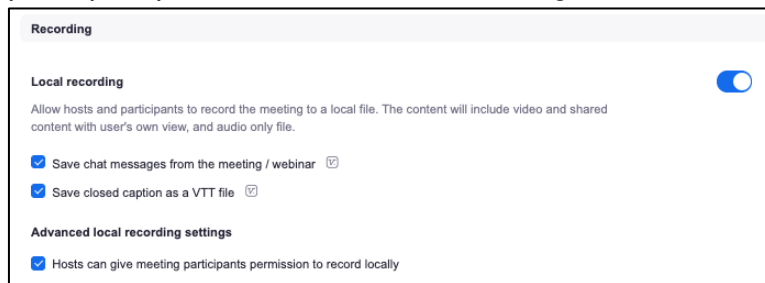 Recording
Local recording
Allow hosts and participants to record the meeting to a local file. The content will include video and shared
content with user's own view, and audio only file.
Save chat messages from the meeting / webinar
Save closed caption as a VTT file
Advanced local recording settings
Hosts can give meeting participants permission to record locally